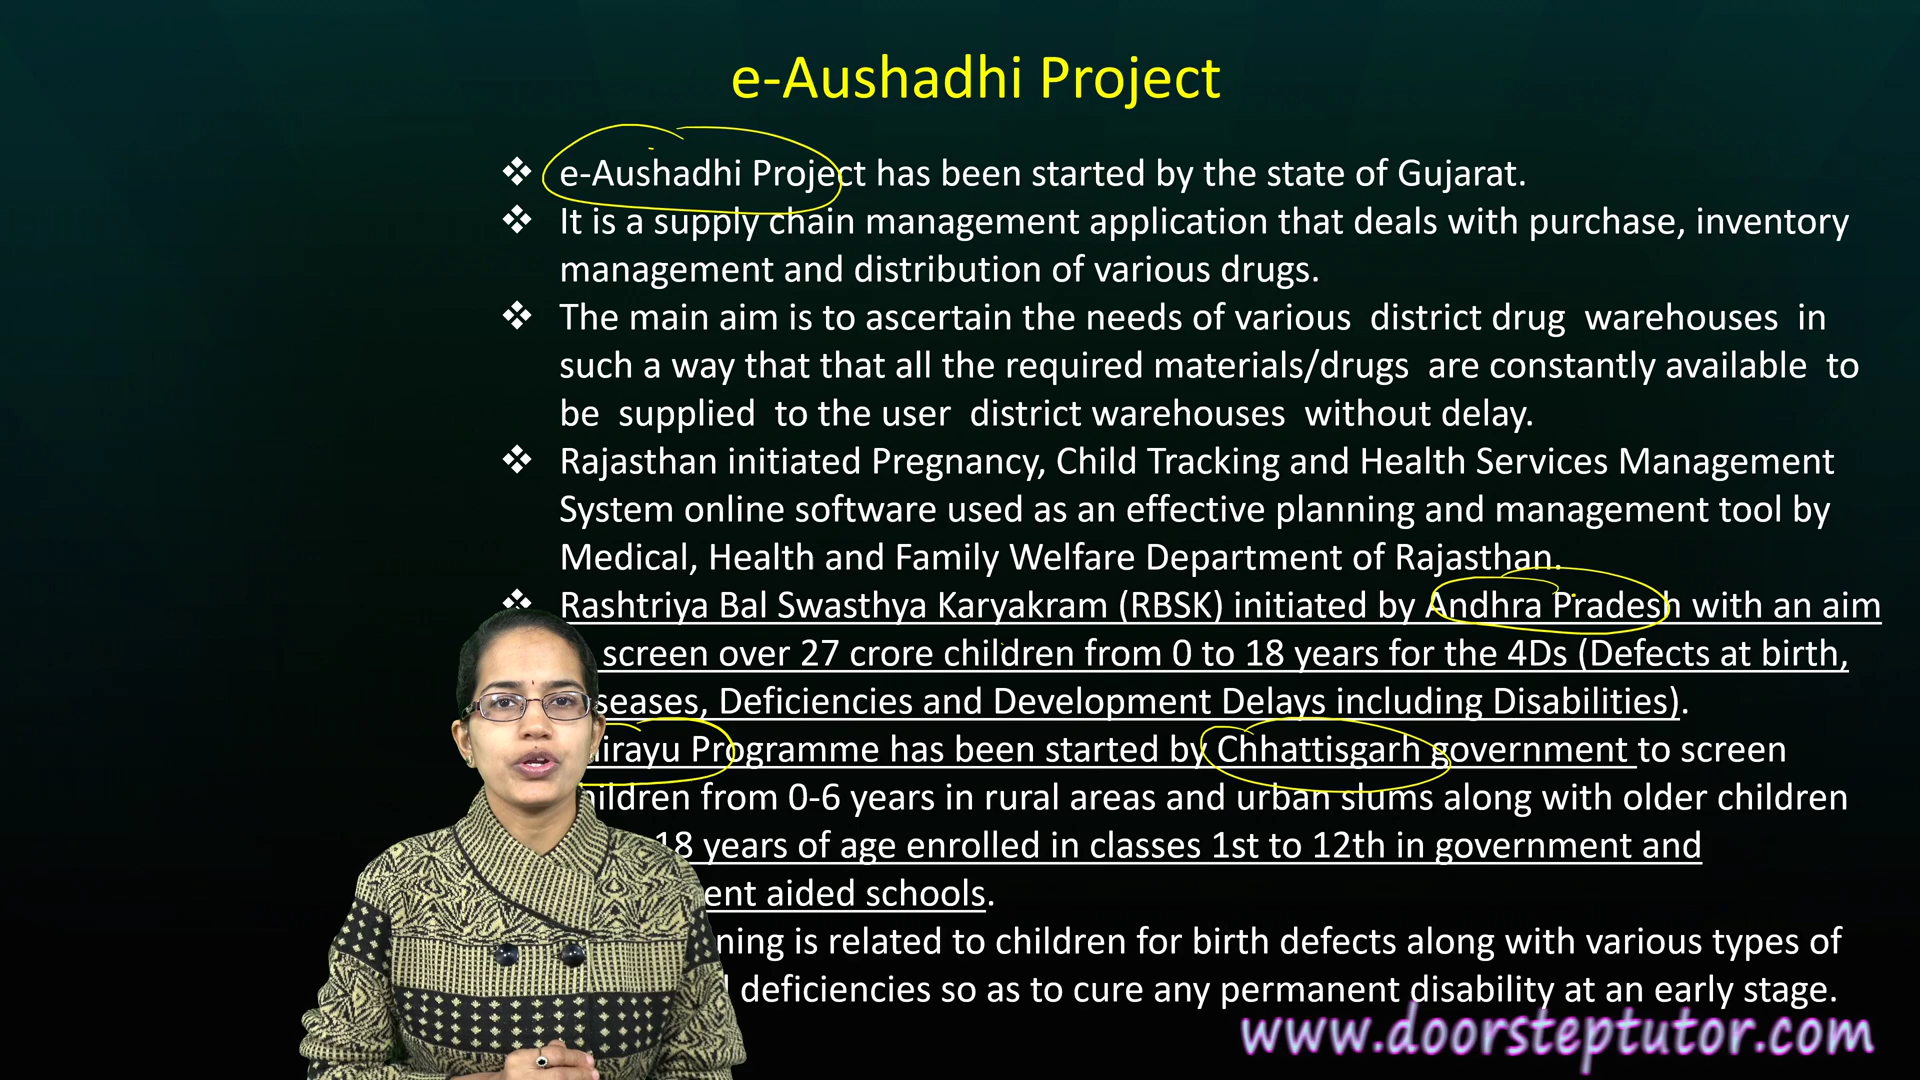 e-Aushadhi Project
❖ e-Aushadhi Project has been started by the state of Gujarat.
❖ It is a supply chain management application that deals with purchase, inventory
management and distribution of various drugs.
❖ The main aim is to ascertain the needs of various district drug warehouses in
such a way that that all the required materials/drugs are constantly available to
be supplied to the user district warehouses without delay.
❖ Rajasthan initiated Pregnancy, Child Tracking and Health Services Management
System online software used as an effective planning and management tool by
Medical, Health and Family Welfare Department of Rajasthan.
❖ Rashtriya Bal Swasthya Karyakram (RBSK) initiated by Andhra Pradesh with an aim
screen over 27 crore children from 0 to 18 years for the 4Ds (Defects at birth,
seases, Deficiencies and Development Delays including Disabilities).
irayu Programme has been started by Chhattisgarh government to screen
ildren from 0-6 years in rural areas and urban slums along with older children
18 years of age enrolled in classes 1st to 12th in government and
ent aided schools.
ning is related to children for birth defects along with various types of
deficiencies so as to cure any permanent disability at an early stage.
www.doorsteptutor.com